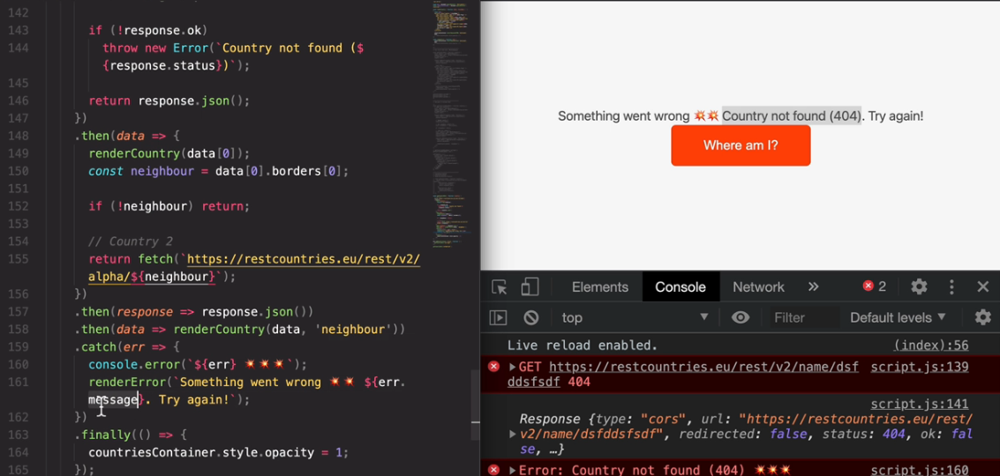 142
143 if (!response.ok)
144 throw new Error(`Country not found ($
{response.status})`);
145
146 return response.json();
147 })
148 .then(data => {
149 renderCountry(data[0]);
150 const neighbour = data[0].borders[0];
151
152 if (!neighbour) return;
153
154 // Country 2
155 return fetch(`https://restcountries.eu/rest/v2/
alpha/${neighbour}`);
156 })
157 .then(response => response.json())
158 .then(data => renderCountry(data, 'neighbour'))
159 .catch(err => {
160 console.error(`${err} 💥💥💥`);
161 renderError(`Something went wrong 💥💥 ${err.
message}. Try again!`);
162 })
163 .finally(() => {
164 countriesContainer.style.opacity = 1;
165 });
Something went wrong 💥💥 Country not found (404). Try again!
Where am I?
Elements Console Network » 2
top Filter Default levels ▼
Live reload enabled. (index):56
▶GET https://restcountries.eu/rest/v2/name/dsf script.js:139
ddsfsdf 404
script.js:141
Response {type: "cors", url: "https://restcountries.eu/rest/
v2/name/dsfddsfsdf", redirected: false, status: 404, ok: fal
se, …}
▶Error: Country not found (404) 💥💥💥 script.js:160